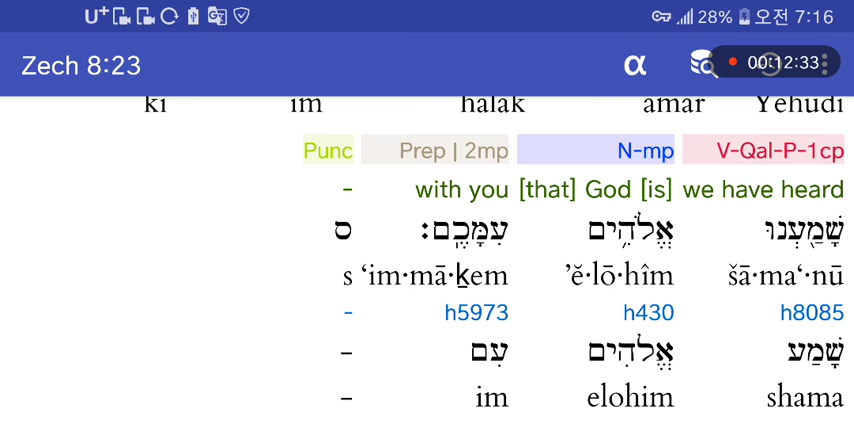 U+ 28% 오전 7:16
Zech 8:23 α 00:12:33
ki im halak amar Yehudi
Punc Prep | 2mp N-mp V-Qal-P-1cp
- with you [that] God [is] we have heard
שָׁמַ֖עְנוּ אֱלֹהִ֥ים עִמָּכֶֽם׃ ס
s ‘im·mā·ḵem ’ĕ·lō·hîm šā·ma‘·nū
- h5973 h430 h8085
שָׁמַע אֱלֹהִים עִם -
- im elohim shama